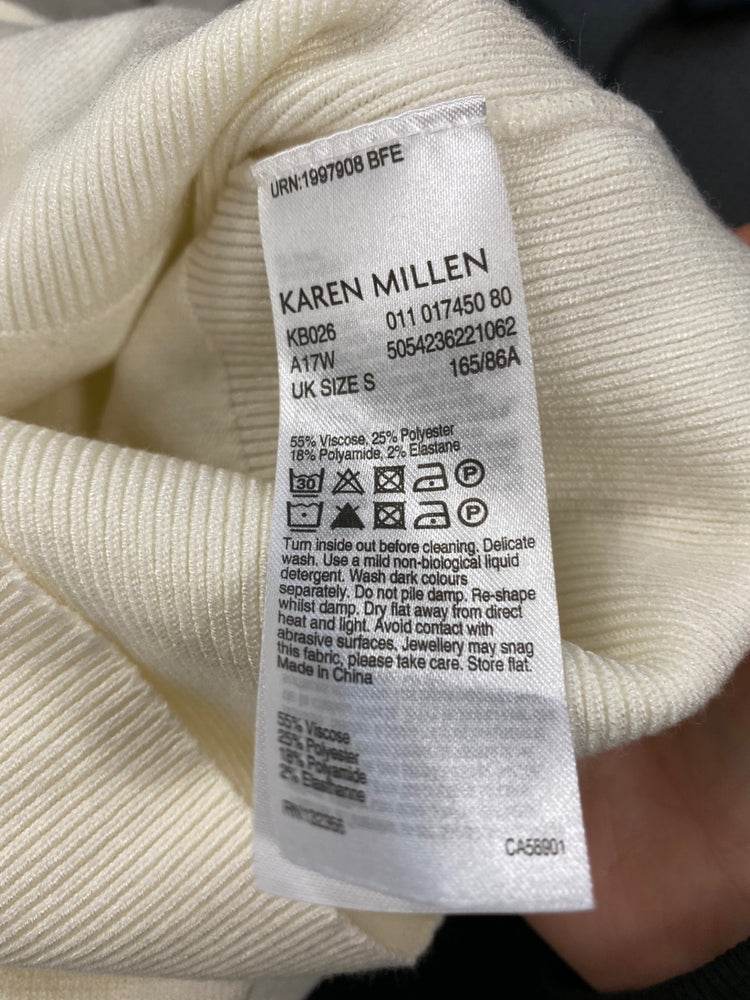 URN:1997908 BFE
KAREN MILLEN
KB026 011 017450 80
A17W 5054236221062
UK SIZE S 165/86A
55% Viscose, 25% Polyester
18% Polyamide, 2% Elastane
30 P
P
Turn inside out before cleaning. Delicate
wash. Use a mild non-biological liquid
detergent. Wash dark colours
separately. Do not pile damp. Re-shape
whilst damp. Dry flat away from direct
heat and light. Avoid contact with
abrasive surfaces. Jewellery may snag
this fabric, please take care. Store flat.
Made in China
55% Viscose
25% Polyester
18% Polyamide
2% Elasthanne
CA58901